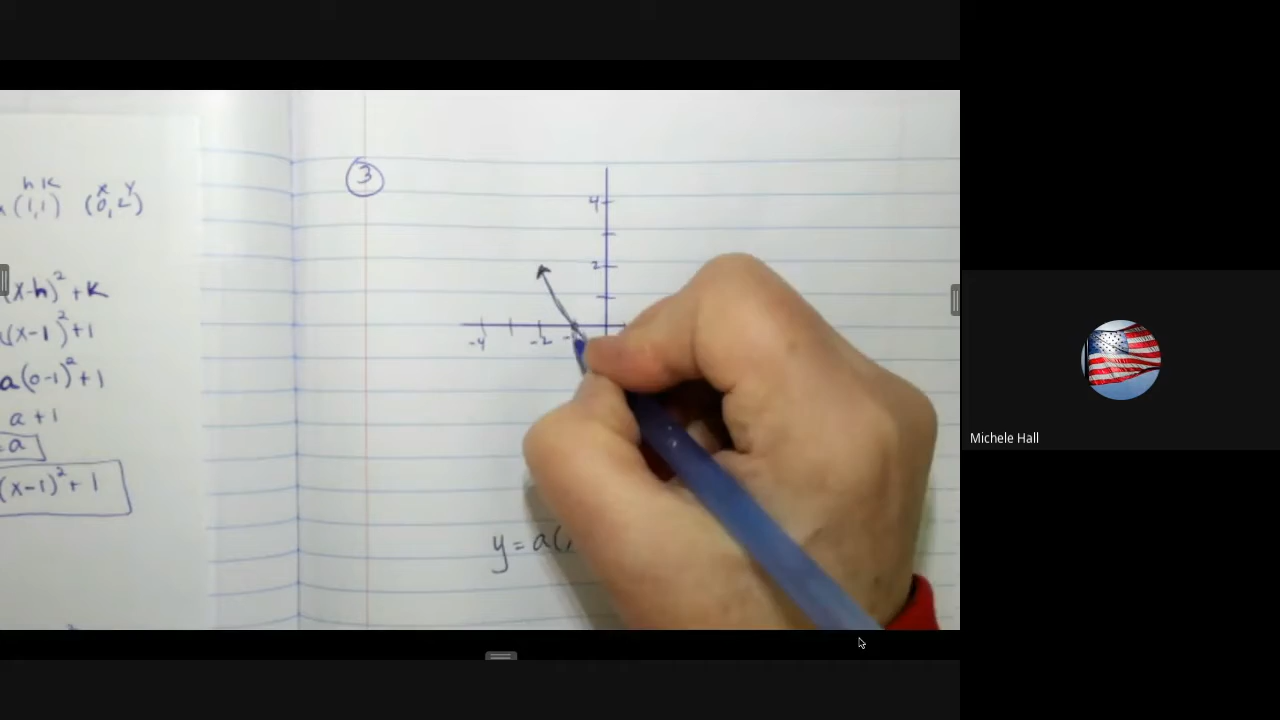 h K
(1,1) (0,2)
x y
(x-h)²+K
(x-1)²+1
a(0-1)²+1
a+1
=a
(x-1)²+1
3
4
2
-4 -2
y=a(
Michele Hall